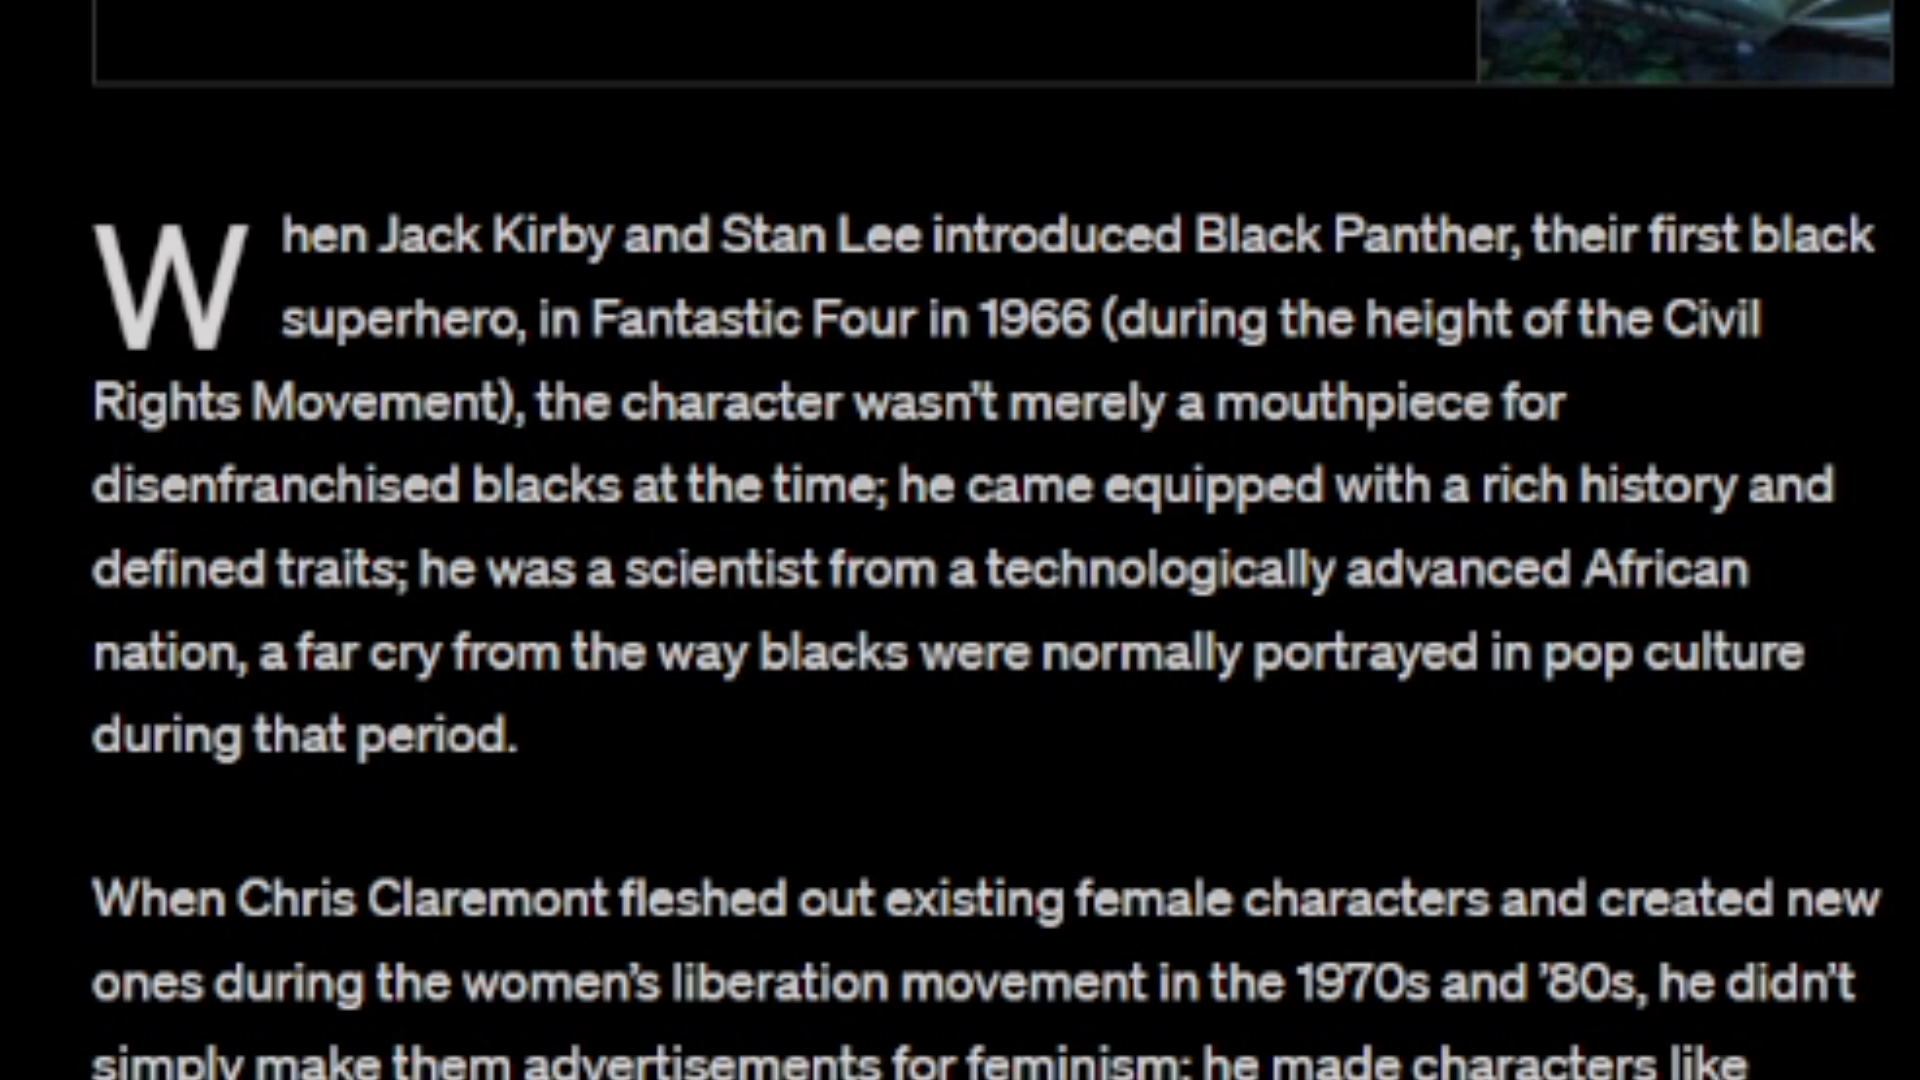 When Jack Kirby and Stan Lee introduced Black Panther, their first black
superhero, in Fantastic Four in 1966 (during the height of the Civil
Rights Movement), the character wasn’t merely a mouthpiece for
disenfranchised blacks at the time; he came equipped with a rich history and
defined traits; he was a scientist from a technologically advanced African
nation, a far cry from the way blacks were normally portrayed in pop culture
during that period.
When Chris Claremont fleshed out existing female characters and created new
ones during the women’s liberation movement in the 1970s and ’80s, he didn’t
simply make them advertisements for feminism; he made characters like